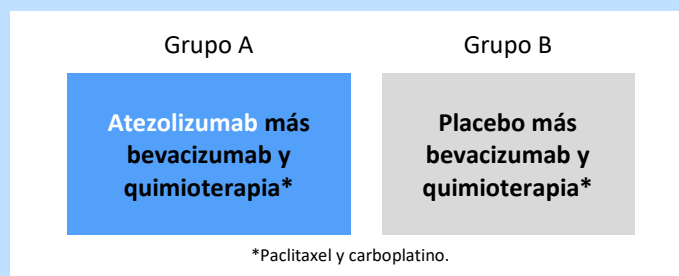 Grupo A
Grupo B
Atezolizumab más
bevacizumab y
quimioterapia*
Placebo más
bevacizumab y
quimioterapia*
*Paclitaxel y carboplatino.